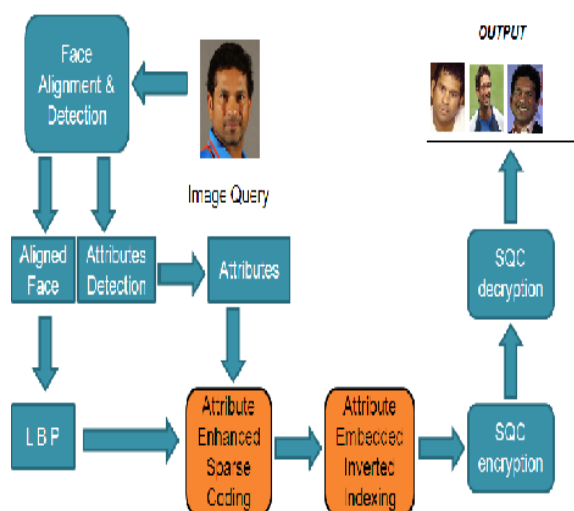 OUTPUT
Face
Alignment &
Detection
Image Query
Aligned
Face
Attributes
Detection
Attributes
SQC
decryption
L B P
Attribute
Enhanced
Sparse
Coding
Attribute
Embedded
Inverted
Indexing
SQC
encryption